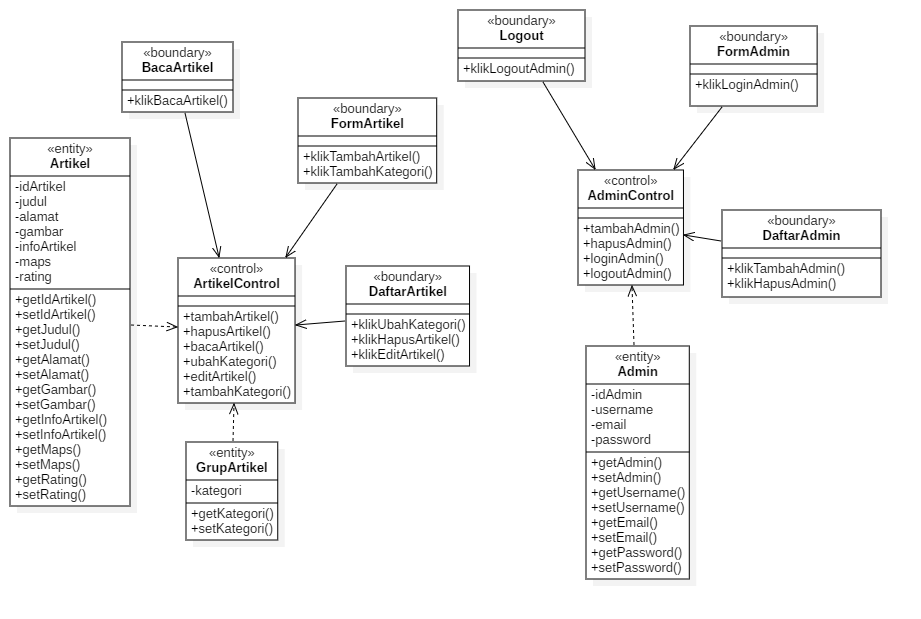 «boundary»
Logout
+klikLogoutAdmin()
«boundary»
FormAdmin
+klikLoginAdmin()
«boundary»
BacaArtikel
+klikBacaArtikel()
«boundary»
FormArtikel
+klikTambahArtikel()
+klikTambahKategori()
«entity»
Artikel
-idArtikel
-judul
-alamat
-gambar
-infoArtikel
-maps
-rating
+getIdArtikel()
+setIdArtikel()
+getJudul()
+setJudul()
+getAlamat()
+setAlamat()
+getGambar()
+setGambar()
+getInfoArtikel()
+setInfoArtikel()
+getMaps()
+setMaps()
+getRating()
+setRating()
«control»
ArtikelControl
+tambahArtikel()
+hapusArtikel()
+bacaArtikel()
+ubahKategori()
+editArtikel()
+tambahKategori()
«boundary»
DaftarArtikel
+klikUbahKategori()
+klikHapusArtikel()
+klikEditArtikel()
«entity»
GrupArtikel
-kategori
+getKategori()
+setKategori()
«control»
AdminControl
+tambahAdmin()
+hapusAdmin()
+loginAdmin()
+logoutAdmin()
«boundary»
DaftarAdmin
+klikTambahAdmin()
+klikHapusAdmin()
«entity»
Admin
-idAdmin
-username
-email
-password
+getAdmin()
+setAdmin()
+getUsername()
+setUsername()
+getEmail()
+setEmail()
+getPassword()
+setPassword()